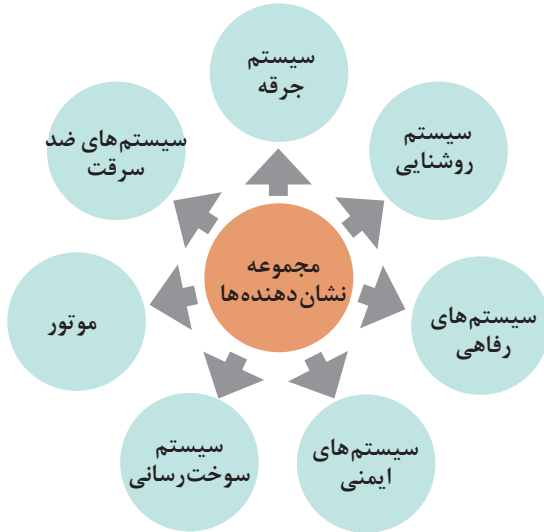 سیستم
جرقه
سیستم
روشنایی
سیستم‌های
رفاهی
سیستم‌های
ایمنی
سیستم
سوخت‌رسانی
موتور
سیستم‌های ضد
سرقت
مجموعه
نشان‌دهنده‌ها